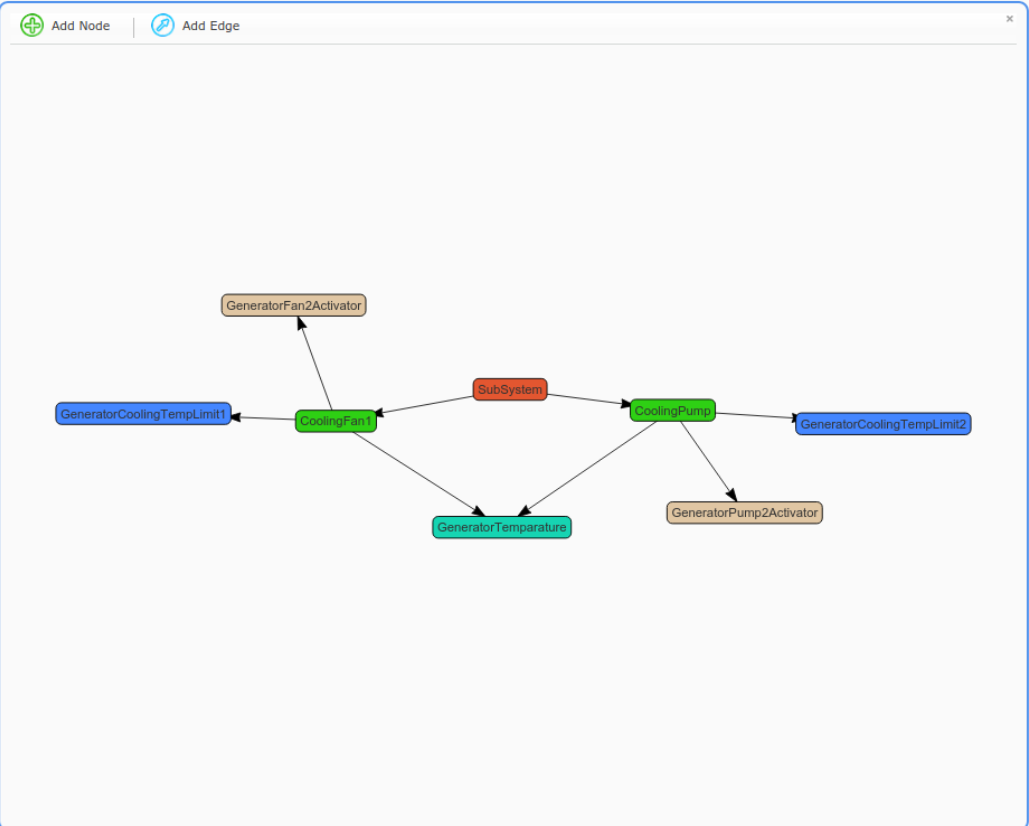 Add Node
Add Edge
×
GeneratorFan2Activator
SubSystem
GeneratorCoolingTempLimit1
CoolingFan1
CoolingPump
GeneratorCoolingTempLimit2
GeneratorPump2Activator
GeneratorTemparature